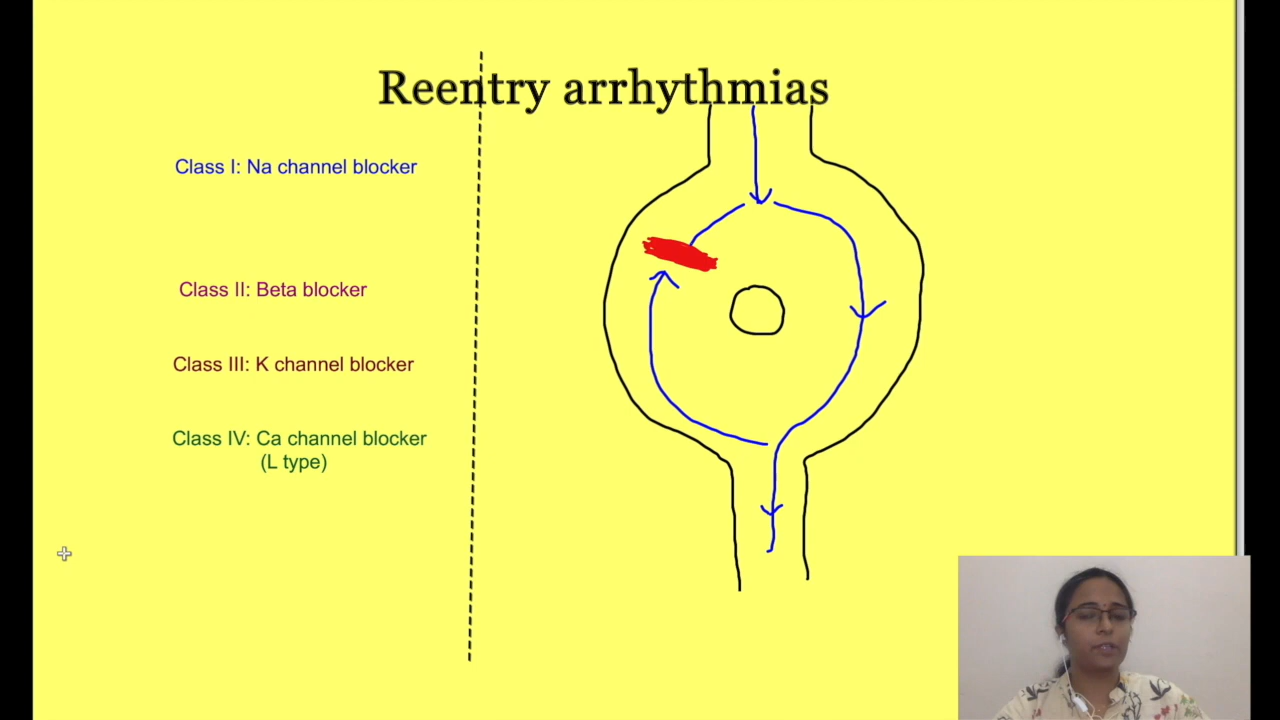 Reentry arrhythmias
Class I: Na channel blocker
Class II: Beta blocker
Class III: K channel blocker
Class IV: Ca channel blocker
(L type)